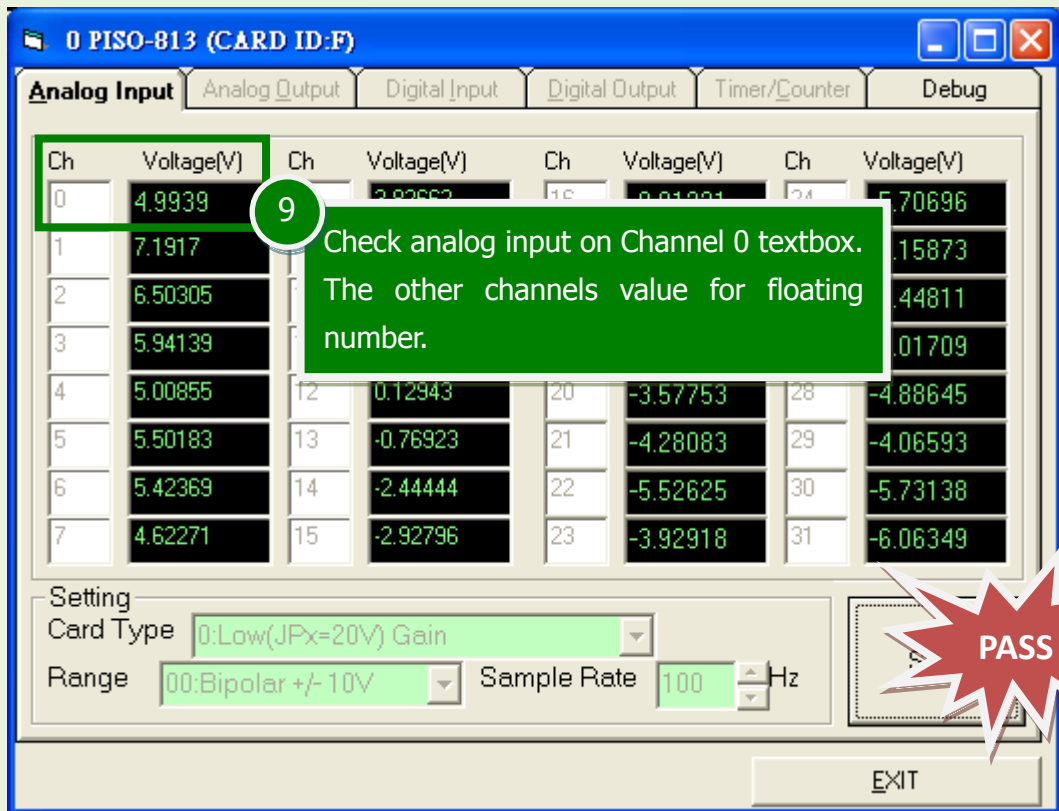 0 PISO-813 (CARD ID:F)
Analog Input Analog Output Digital Input Digital Output Timer/Counter Debug
Ch Voltage(V) Ch Voltage(V) Ch Voltage(V) Ch Voltage(V)
0 4.9939
1 7.1917
2 6.50305
3 5.94139
9
Check analog input on Channel 0 textbox.
The other channels value for floating
number.
4 5.00855 12 0.12943 20 -3.57753 28 -4.88645
5 5.50183 13 -0.76923 21 -4.28083 29 -4.06593
6 5.42369 14 -2.44444 22 -5.52625 30 -5.73138
7 4.62271 15 -2.92796 23 -3.92918 31 -6.06349
Setting
Card Type 0:Low(JPx=20V) Gain
Range 00:Bipolar +/- 10V Sample Rate 100 Hz
PASS
EXIT